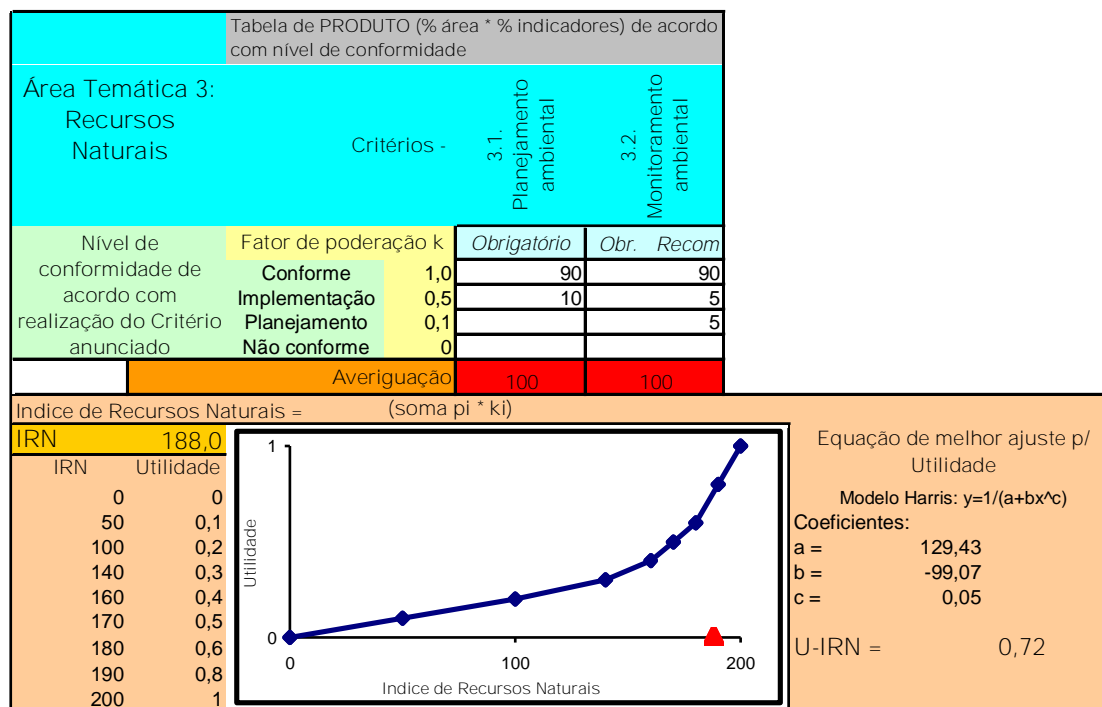 Tabela de PRODUTO (% área * % indicadores) de acordo
com nível de conformidade
Área Temática 3:
Recursos
Naturais
Critérios -
3.1.
Planejamento
ambiental
3.2.
Monitoramento
ambiental
Nível de
conformidade de
acordo com
realização do Critério
anunciado
Fator de poderação k
Obrigatório
Obr. Recom
Conforme 1,0 90 90
Implementação 0,5 10 5
Planejamento 0,1 5
Não conforme 0
Averiguação 100 100
Indice de Recursos Naturais = (soma pi * ki)
IRN 188,0
IRN Utilidade
0 0
50 0,1
100 0,2
140 0,3
160 0,4
170 0,5
180 0,6
190 0,8
200 1
1
Utilidade
0
0 100 200
Indice de Recursos Naturais
Equação de melhor ajuste p/
Utilidade
Modelo Harris: y=1/(a+bx^c)
Coeficientes:
a = 129,43
b = -99,07
c = 0,05
U-IRN = 0,72